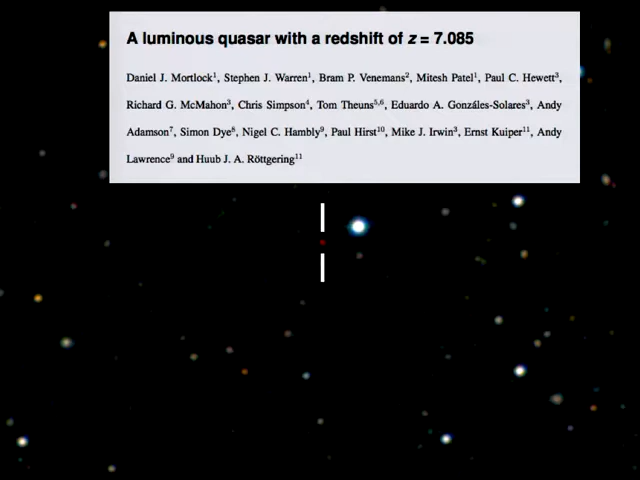 A luminous quasar with a redshift of z = 7.085
Daniel J. Mortlock¹, Stephen J. Warren¹, Bram P. Venemans², Mitesh Patel¹, Paul C. Hewett³,
Richard G. McMahon³, Chris Simpson⁴, Tom Theuns⁵,⁶, Eduardo A. Gonzáles-Solares³, Andy
Adamson⁷, Simon Dye⁸, Nigel C. Hambly⁹, Paul Hirst¹⁰, Mike J. Irwin³, Ernst Kuiper¹¹, Andy
Lawrence⁹ and Huub J. A. Röttgering¹¹